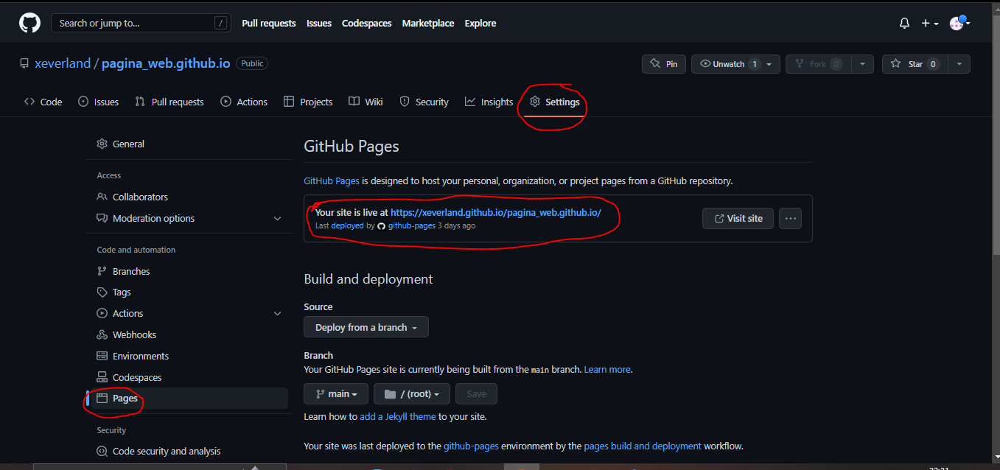 Search or jump to... /
Pull requests Issues Codespaces Marketplace Explore
xeverland / pagina_web.github.io Public
Pin Unwatch 1 Fork 0 Star 0
Code Issues Pull requests Actions Projects Wiki Security Insights Settings
General
Access
Collaborators
Moderation options
Code and automation
Branches
Tags
Actions
Webhooks
Environments
Codespaces
Pages
Security
Code security and analysis
GitHub Pages
GitHub Pages is designed to host your personal, organization, or project pages from a GitHub repository.
Your site is live at https://xeverland.github.io/pagina_web.github.io/
Last deployed by github-pages 3 days ago
Visit site ...
Build and deployment
Source
Deploy from a branch
Branch
Your GitHub Pages site is currently being built from the main branch. Learn more.
main / (root) Save
Learn how to add a Jekyll theme to your site.
Your site was last deployed to the github-pages environment by the pages build and deployment workflow.